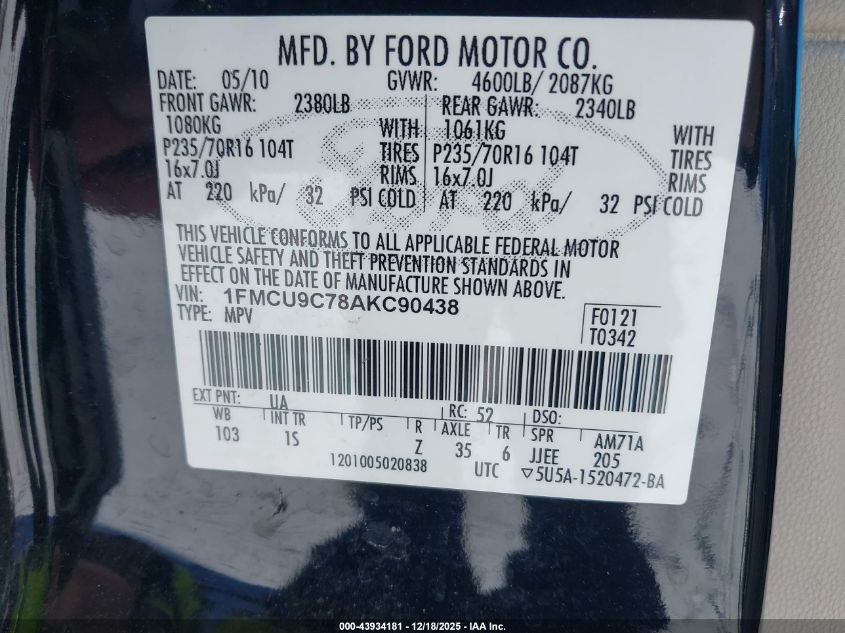 MFD. BY FORD MOTOR CO.
DATE: 05/10 GVWR: 4600LB/ 2087KG
FRONT GAWR: 2380LB REAR GAWR: 2340LB
1080KG WITH 1061KG WITH
P235/70R16 104T TIRES P235/70R16 104T TIRES
16x7.0J RIMS 16x7.0J RIMS
AT 220 kPa/ 32 PSI COLD AT 220 kPa/ 32 PSI COLD
THIS VEHICLE CONFORMS TO ALL APPLICABLE FEDERAL MOTOR
VEHICLE SAFETY AND THEFT PREVENTION STANDARDS IN
EFFECT ON THE DATE OF MANUFACTURE SHOWN ABOVE.
VIN: 1FMCU9C78AKC90438
TYPE: MPV
F0121
T0342
EXT PNT: UA RC: 52 DSO:
WB INT TR TP/PS R AXLE TR SPR AM71A
103 1S Z 35 6 JJEE 205
1201005020838 UTC ▽5U5A-1520472-BA
000-43934181 - 12/18/2025 - IAA Inc.